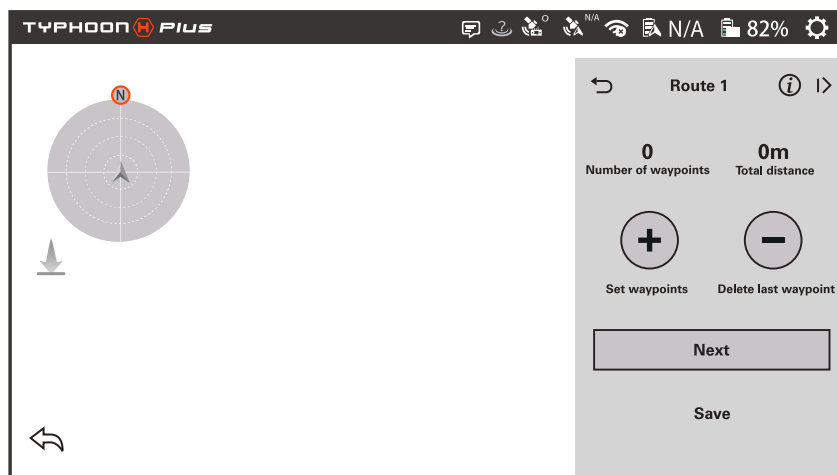 TYPHOON H PLUS
? O N/A N/A 82%
N
Route 1 i
0 0m
Number of waypoints Total distance
+ −
Set waypoints Delete last waypoint
Next
Save